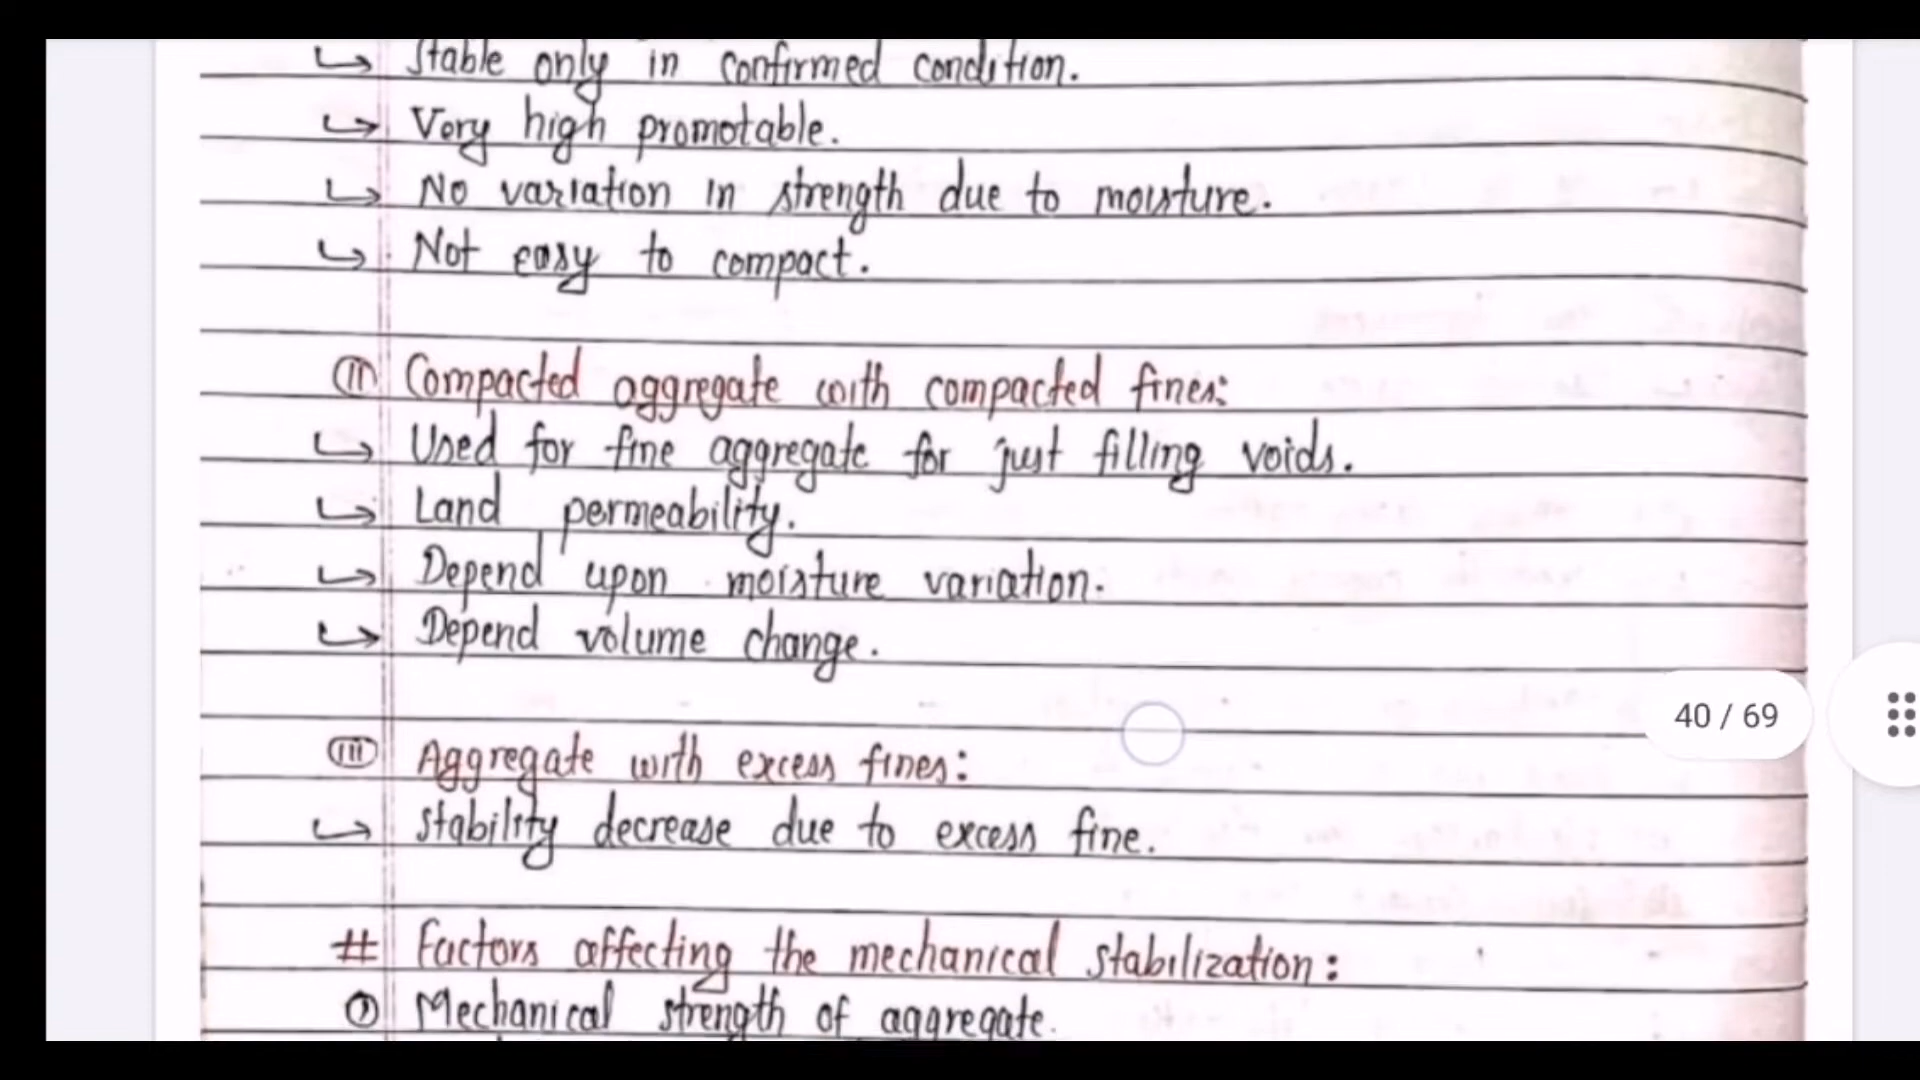 ↳ Stable only in confirmed condition.
↳ Very high promotable.
↳ No variation in strength due to moisture.
↳ Not easy to compact.
(ii) Compacted aggregate with compacted fines:
↳ Used for fine aggregate for just filling voids.
↳ Land permeability.
↳ Depend upon moisture variation.
↳ Depend volume change.
40 / 69
(iii) Aggregate with excess fines:
↳ Stability decrease due to excess fine.
# Factors affecting the mechanical stabilization:
① Mechanical strength of aggregate.